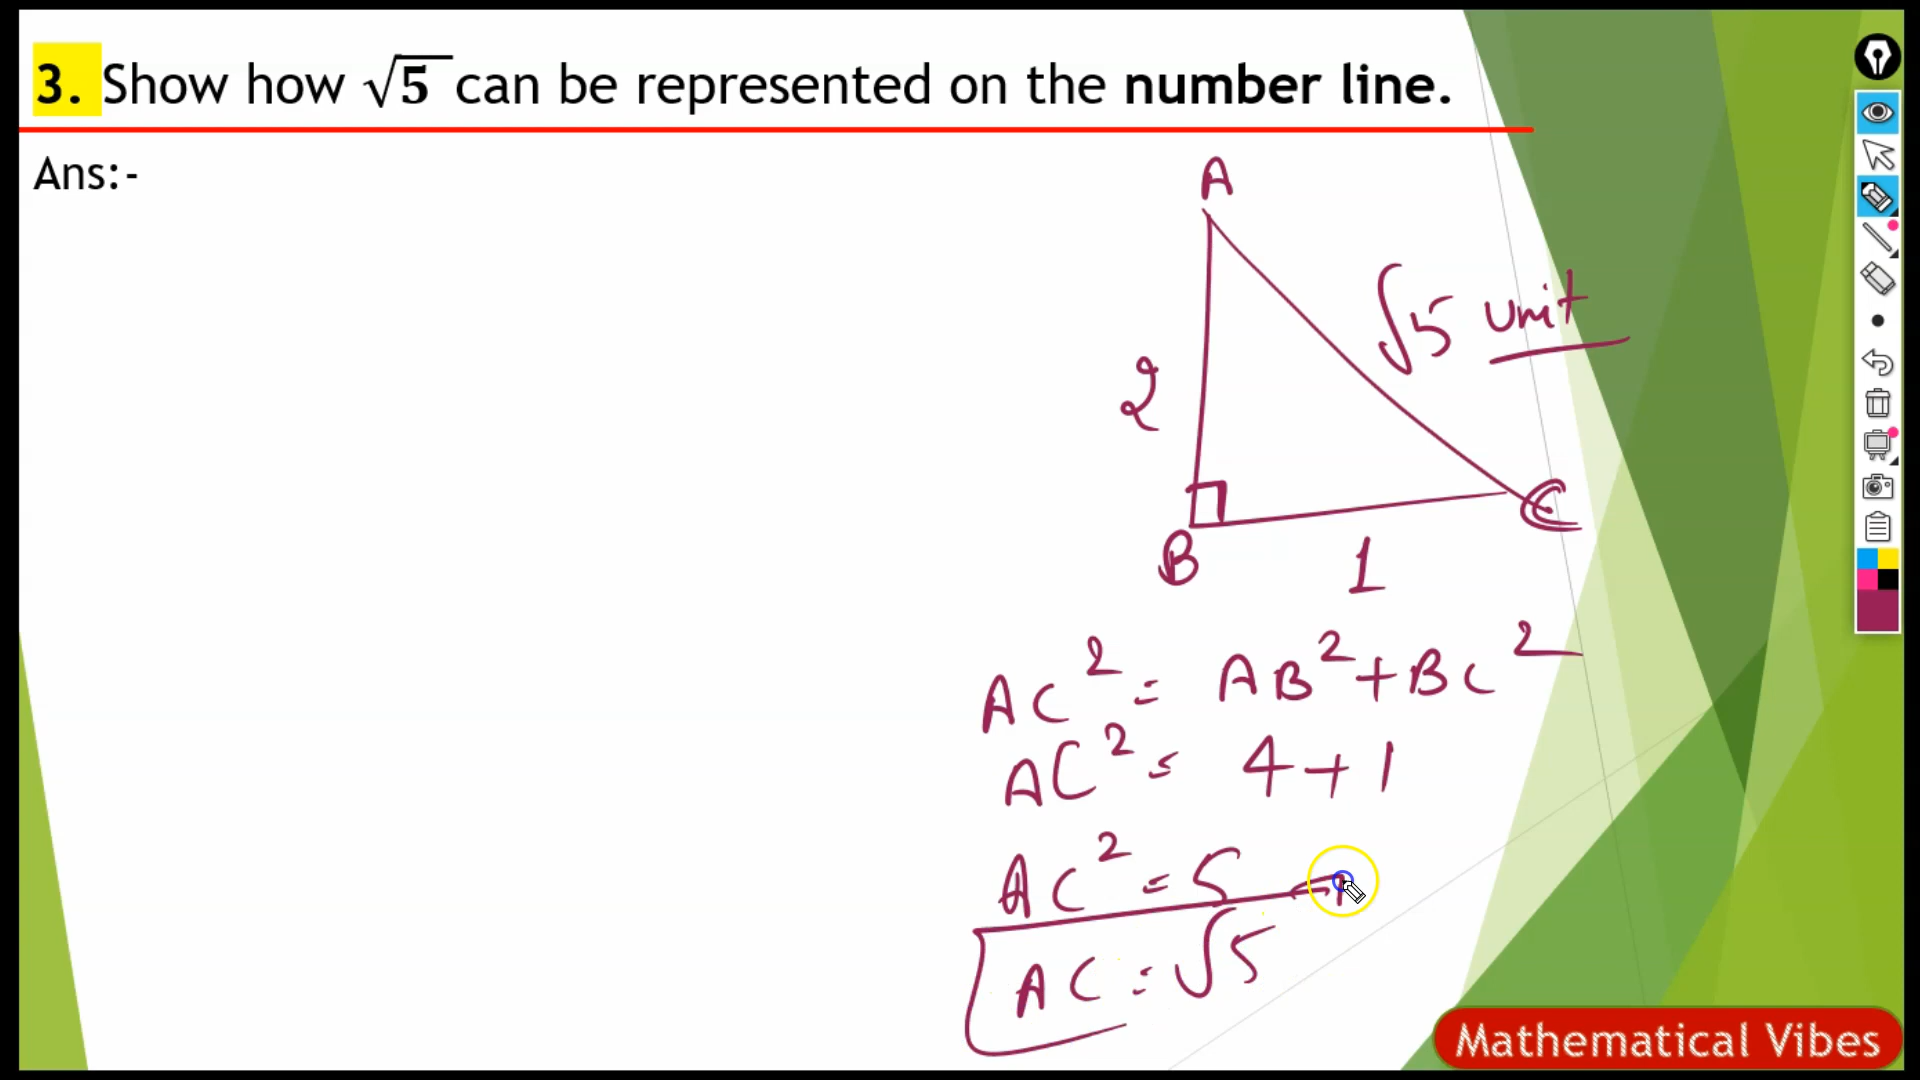 3. Show how √5 can be represented on the number line.
Ans:-
A
√5 unit
2
B
C
1
AC² = AB² + BC²
AC² = 4 + 1
AC² = 5
AC = √5
Mathematical Vibes